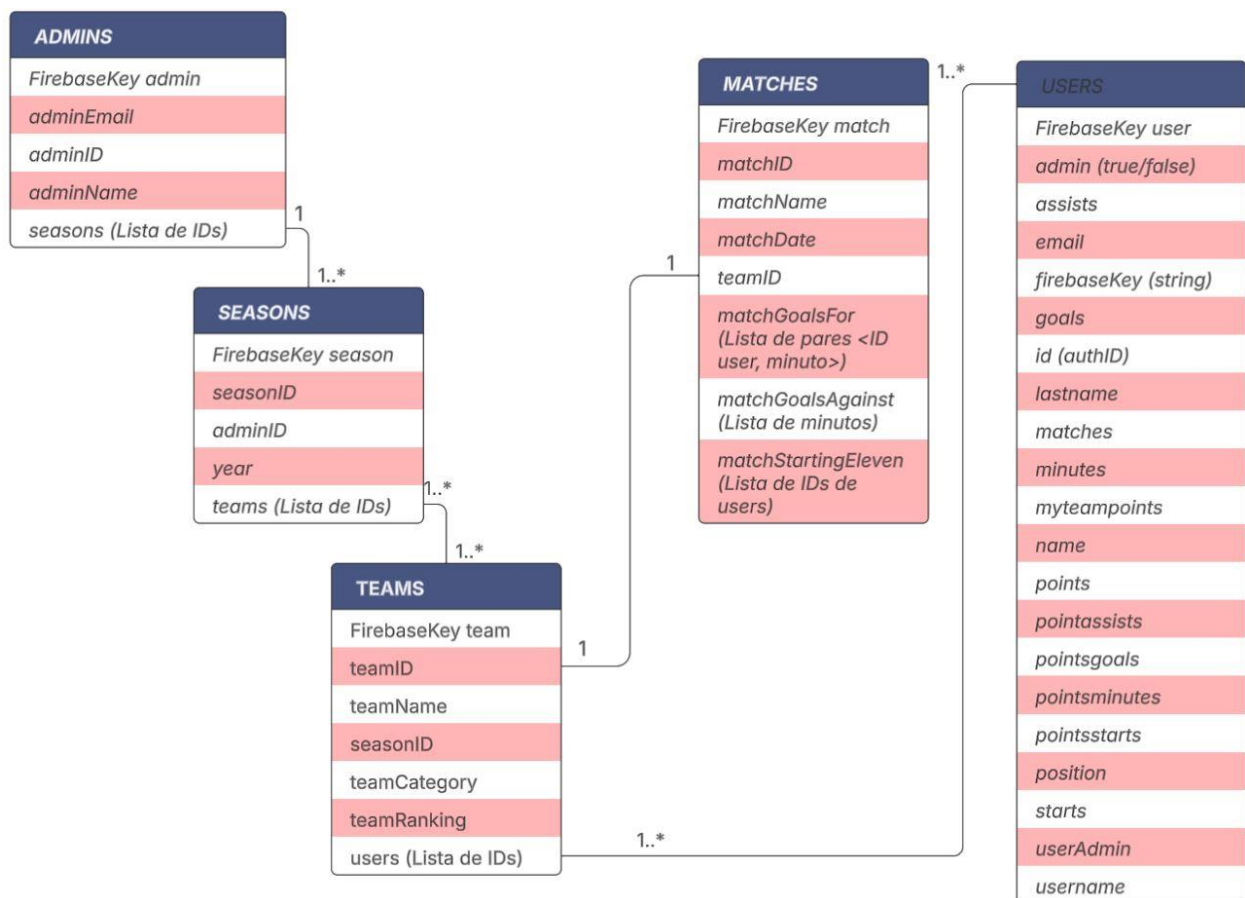 ADMINS
FirebaseKey admin
adminEmail
adminID
adminName
seasons (Lista de IDs)
1
1..*
SEASONS
FirebaseKey season
seasonID
adminID
year
teams (Lista de IDs)
1..*
1..*
TEAMS
FirebaseKey team
teamID
teamName
seasonID
teamCategory
teamRanking
users (Lista de IDs)
1
1
1..*
MATCHES
FirebaseKey match
matchID
matchName
matchDate
teamID
matchGoalsFor
(Lista de pares <ID
user, minuto>)
matchGoalsAgainst
(Lista de minutos)
matchStartingEleven
(Lista de IDs de
users)
1..*
USERS
FirebaseKey user
admin (true/false)
assists
email
firebaseKey (string)
goals
id (authID)
lastname
matches
minutes
myteampoints
name
points
pointassists
pointsgoals
pointsminutes
pointsstarts
position
starts
userAdmin
username